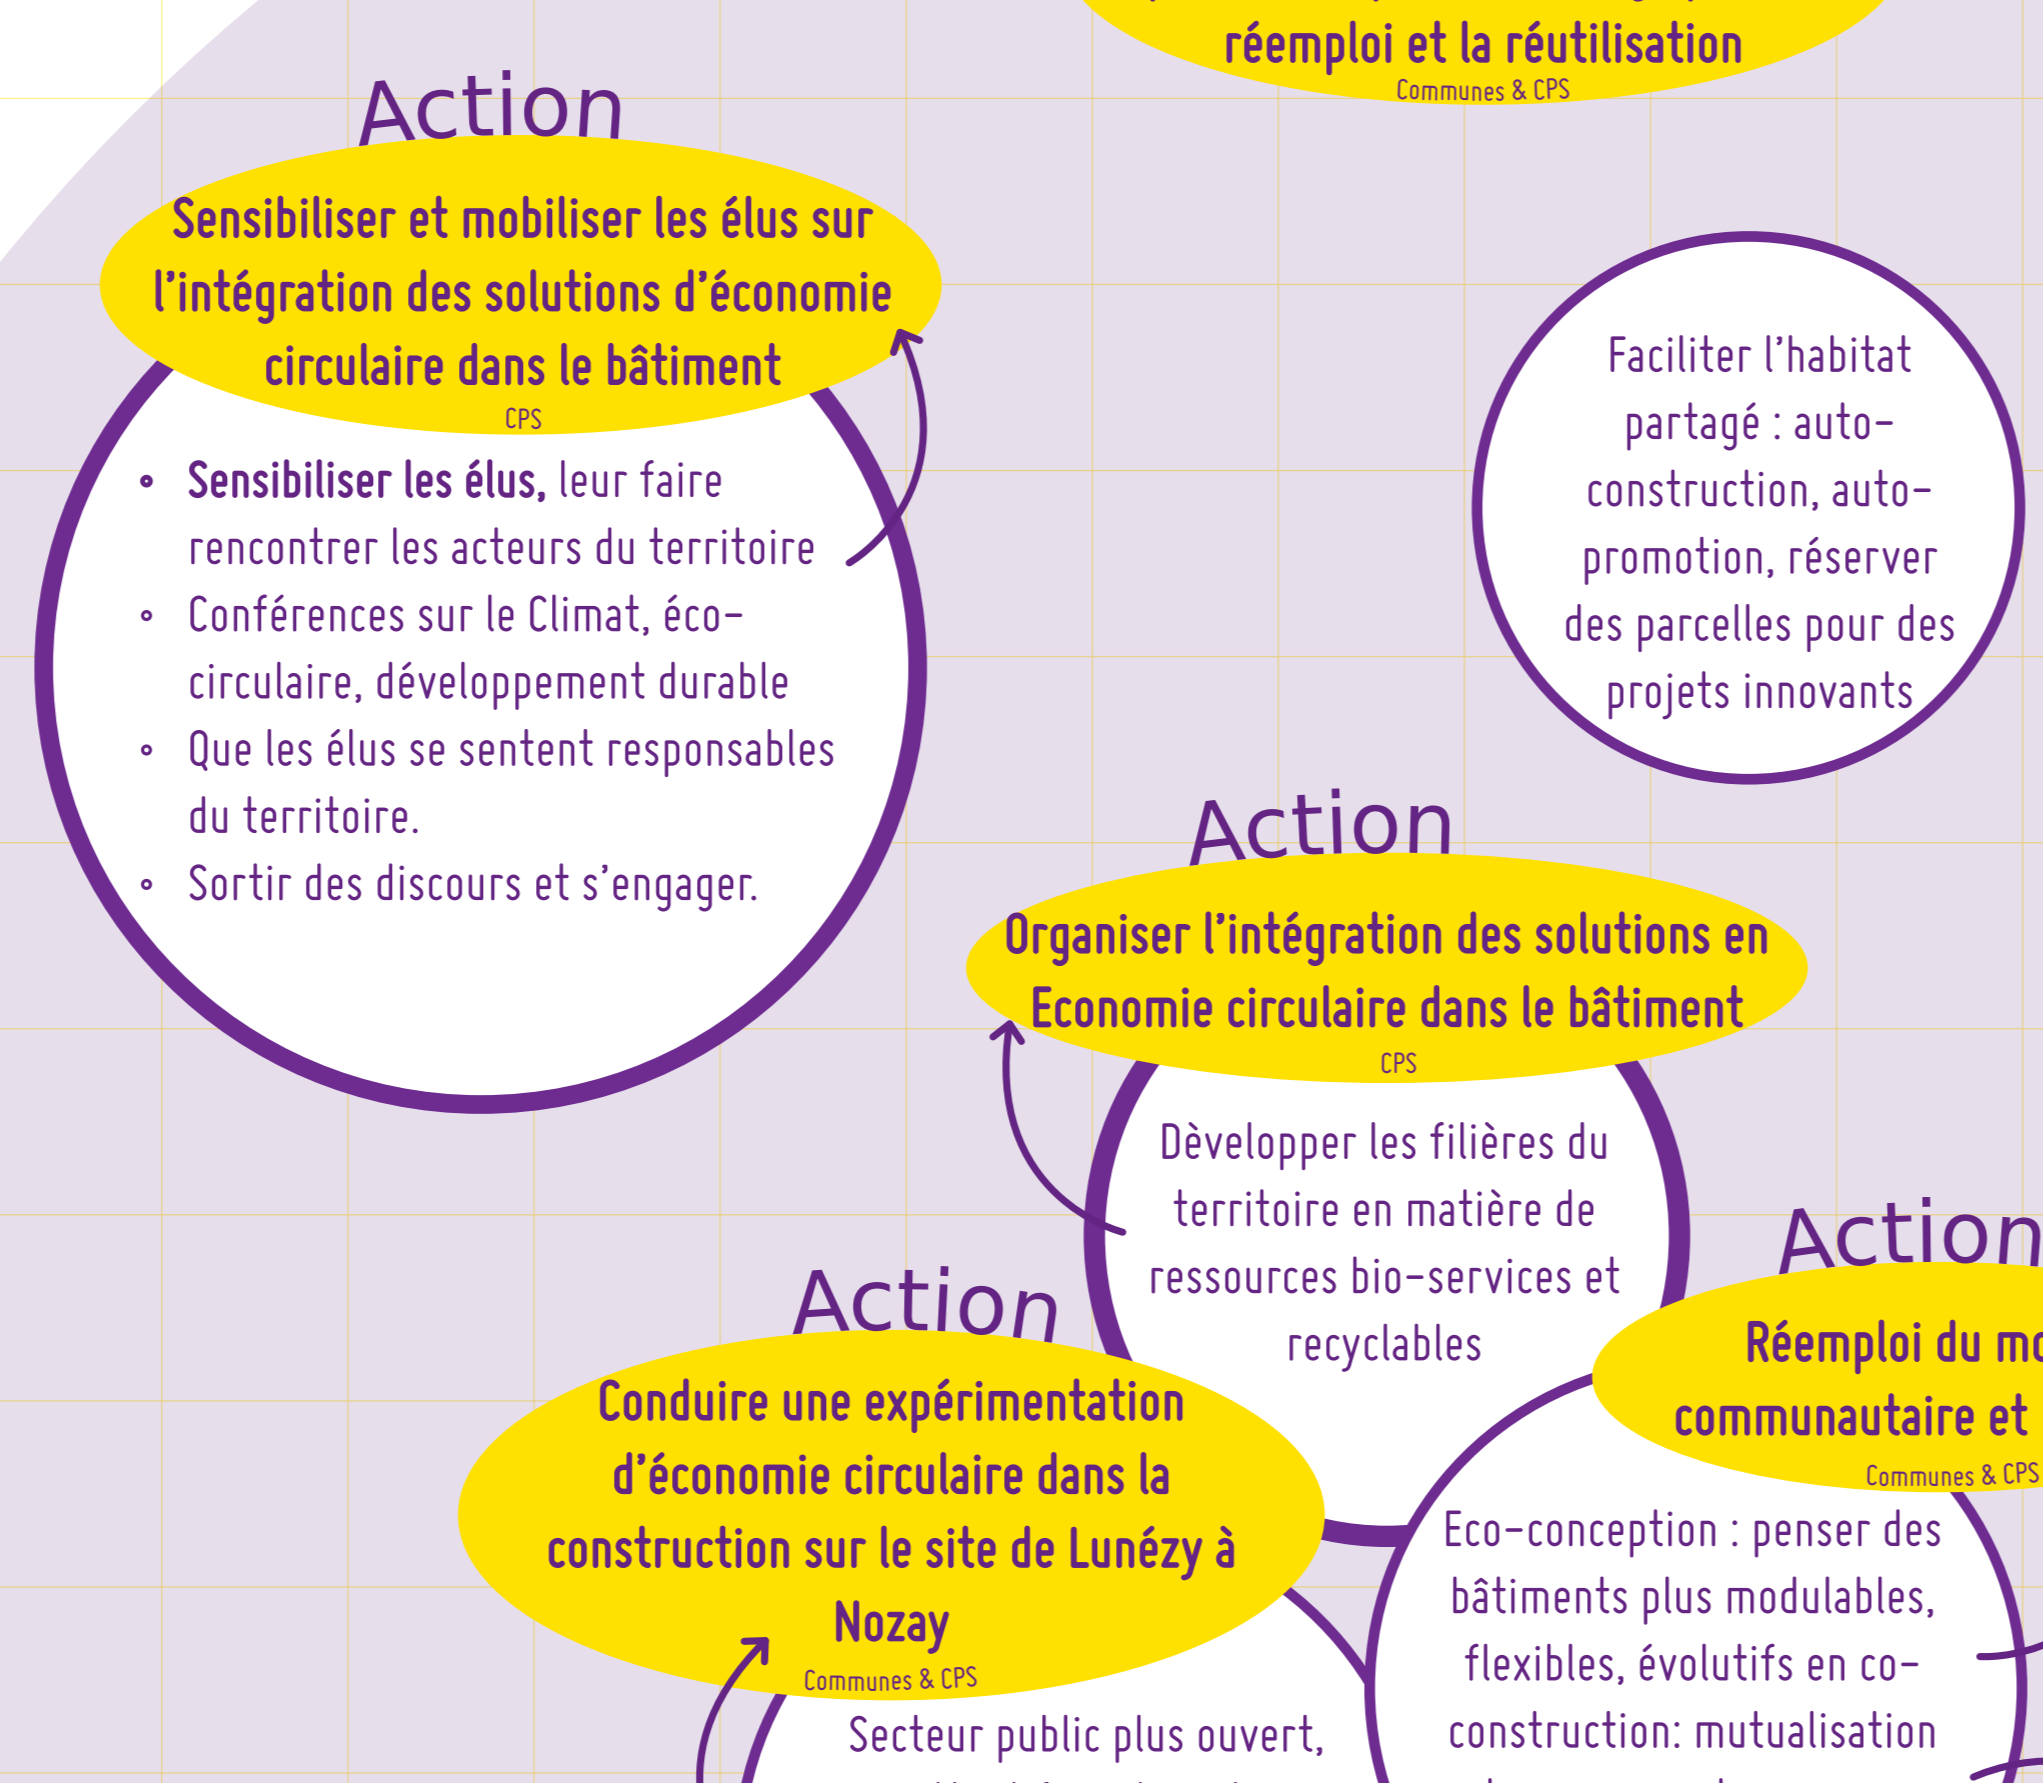 réemploi et la réutilisation
Communes & CPS
Action
Sensibiliser et mobiliser les élus sur
l'intégration des solutions d'économie
circulaire dans le bâtiment
CPS
• Sensibiliser les élus, leur faire
rencontrer les acteurs du territoire
• Conférences sur le Climat, éco-
circulaire, développement durable
• Que les élus se sentent responsables
du territoire.
• Sortir des discours et s'engager.
Faciliter l'habitat
partagé : auto-
construction, auto-
promotion, réserver
des parcelles pour des
projets innovants
Action
Organiser l'intégration des solutions en
Economie circulaire dans le bâtiment
CPS
Dèvelopper les filières du
territoire en matière de
ressources bio-services et
recyclables
Action
Conduire une expérimentation
d'économie circulaire dans la
construction sur le site de Lunézy à
Nozay
Communes & CPS
Secteur public plus ouvert,
Action
Réemploi du
communautaire et
Communes & CPS
Eco-conception : penser des
bâtiments plus modulables,
flexibles, évolutifs en co-
construction: mutualisation